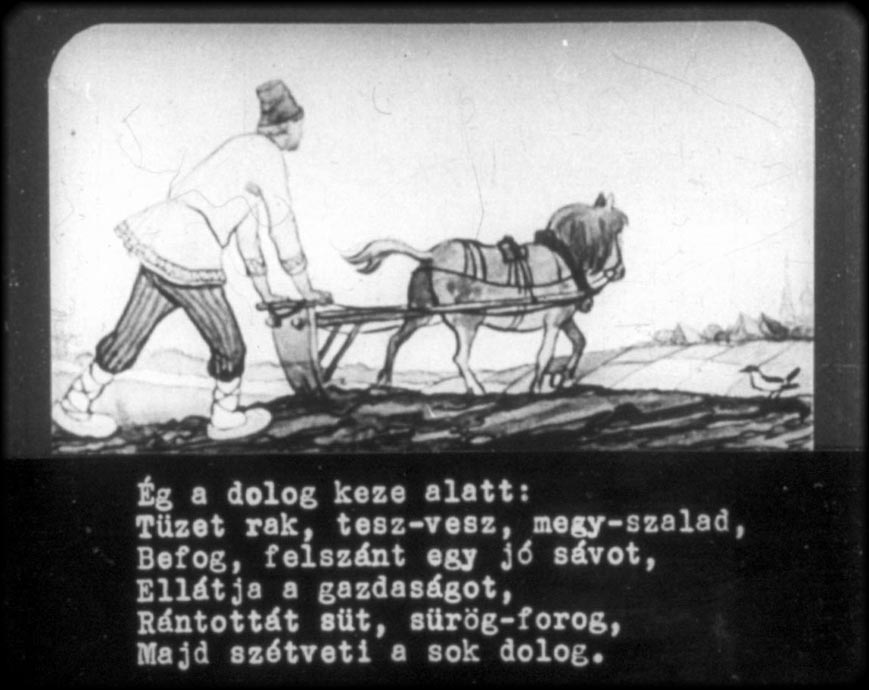 Ég a dolog keze alatt:
Tüzet rak, tesz-vesz, megy-szalad,
Befog, felszánt egy jó sávot,
Ellátja a gazdaságot,
Rántottát süt, sürög-forog,
Majd szétveti a sok dolog.